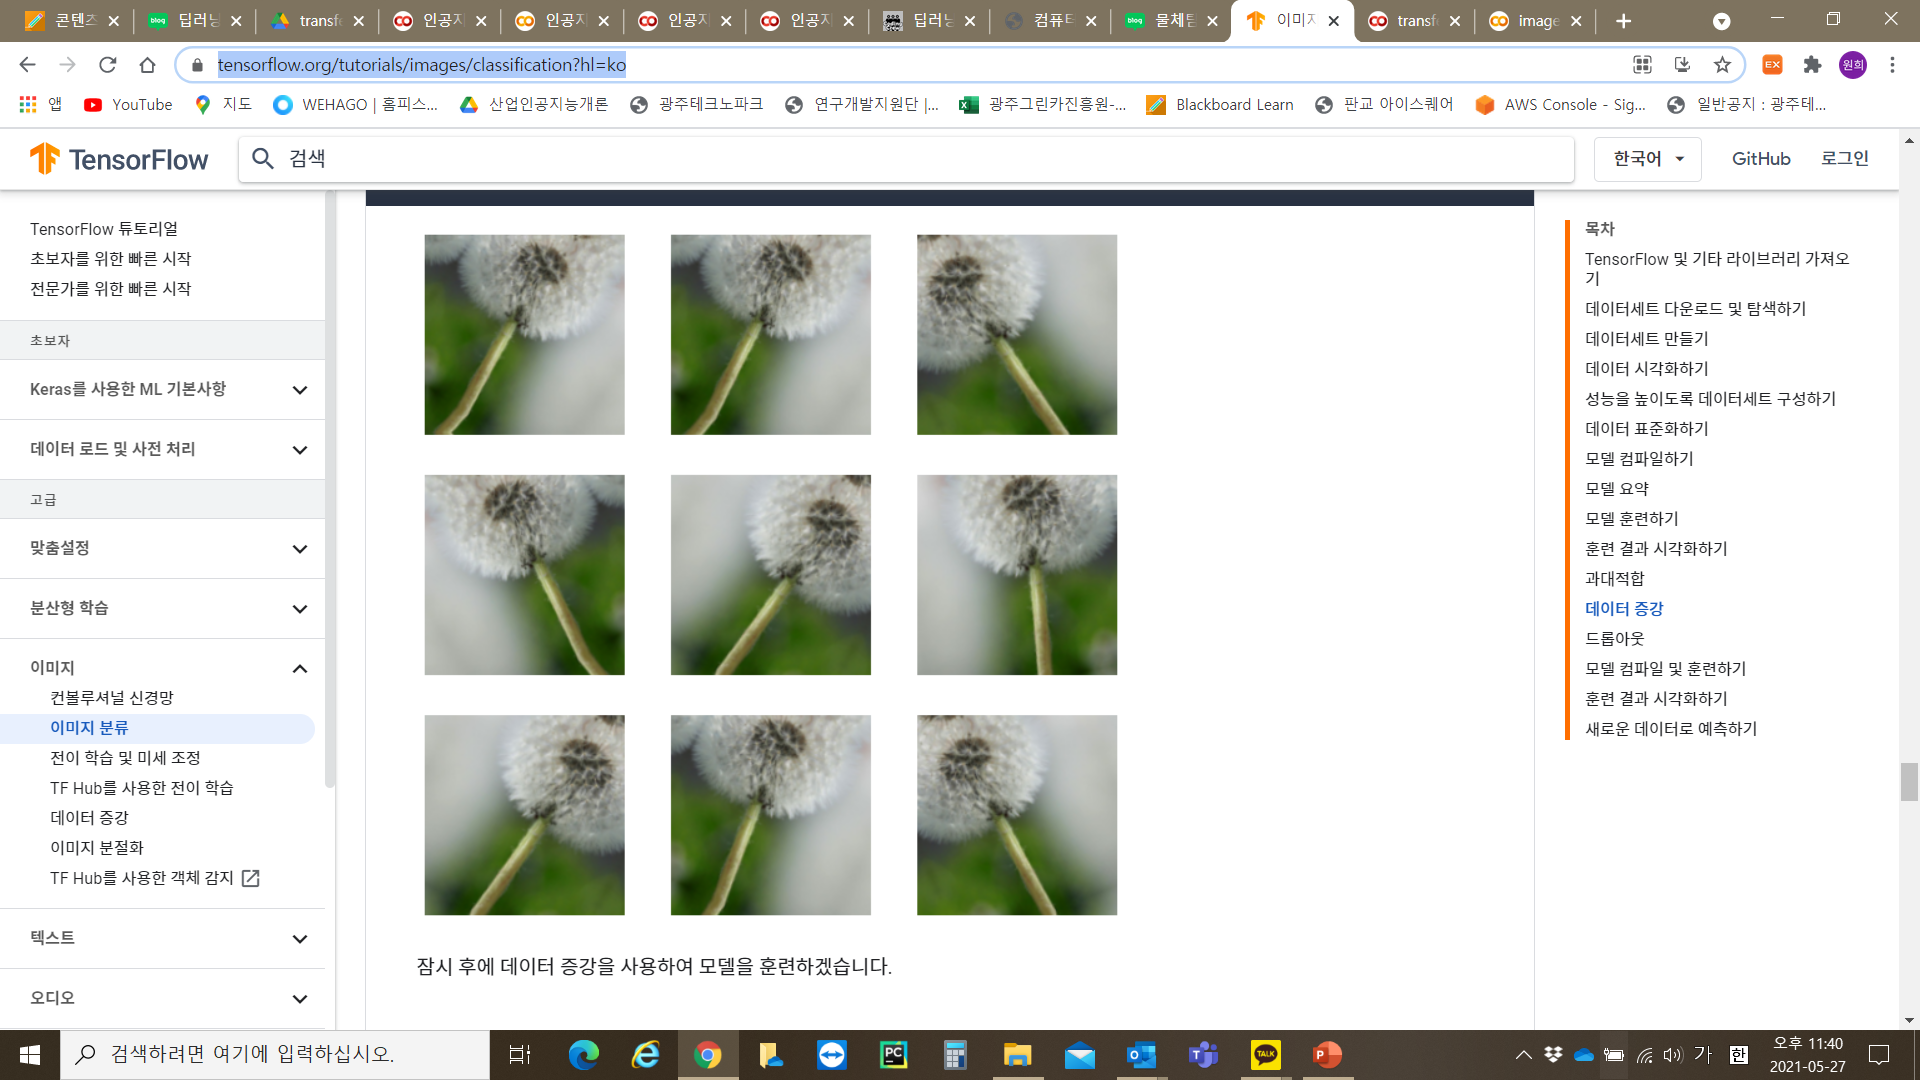 콘텐츠
딥러닝
transfe
인공지
인공지
인공지
인공지
딥러닝
컴퓨터
물체탐
이미지
transfe
image
tensorflow.org/tutorials/images/classification?hl=ko
EX
원희
앱
YouTube
지도
WEHAGO | 홈피스...
산업인공지능개론
광주테크노파크
연구개발지원단 |...
광주그린카진흥원-...
Blackboard Learn
판교 아이스퀘어
AWS Console - Sig...
일반공지 : 광주테...
TensorFlow
검색
한국어
GitHub
로그인
TensorFlow 튜토리얼
초보자를 위한 빠른 시작
전문가를 위한 빠른 시작
초보자
Keras를 사용한 ML 기본사항
데이터 로드 및 사전 처리
고급
맞춤설정
분산형 학습
이미지
컨볼루셔널 신경망
이미지 분류
전이 학습 및 미세 조정
TF Hub를 사용한 전이 학습
데이터 증강
이미지 분절화
TF Hub를 사용한 객체 감지
텍스트
오디오
잠시 후에 데이터 증강을 사용하여 모델을 훈련하겠습니다.
목차
TensorFlow 및 기타 라이브러리 가져오
기
데이터세트 다운로드 및 탐색하기
데이터세트 만들기
데이터 시각화하기
성능을 높이도록 데이터세트 구성하기
데이터 표준화하기
모델 컴파일하기
모델 요약
모델 훈련하기
훈련 결과 시각화하기
과대적합
데이터 증강
드롭아웃
모델 컴파일 및 훈련하기
훈련 결과 시각화하기
새로운 데이터로 예측하기
검색하려면 여기에 입력하십시오.
PC
TALK
가
한
오후 11:40
2021-05-27